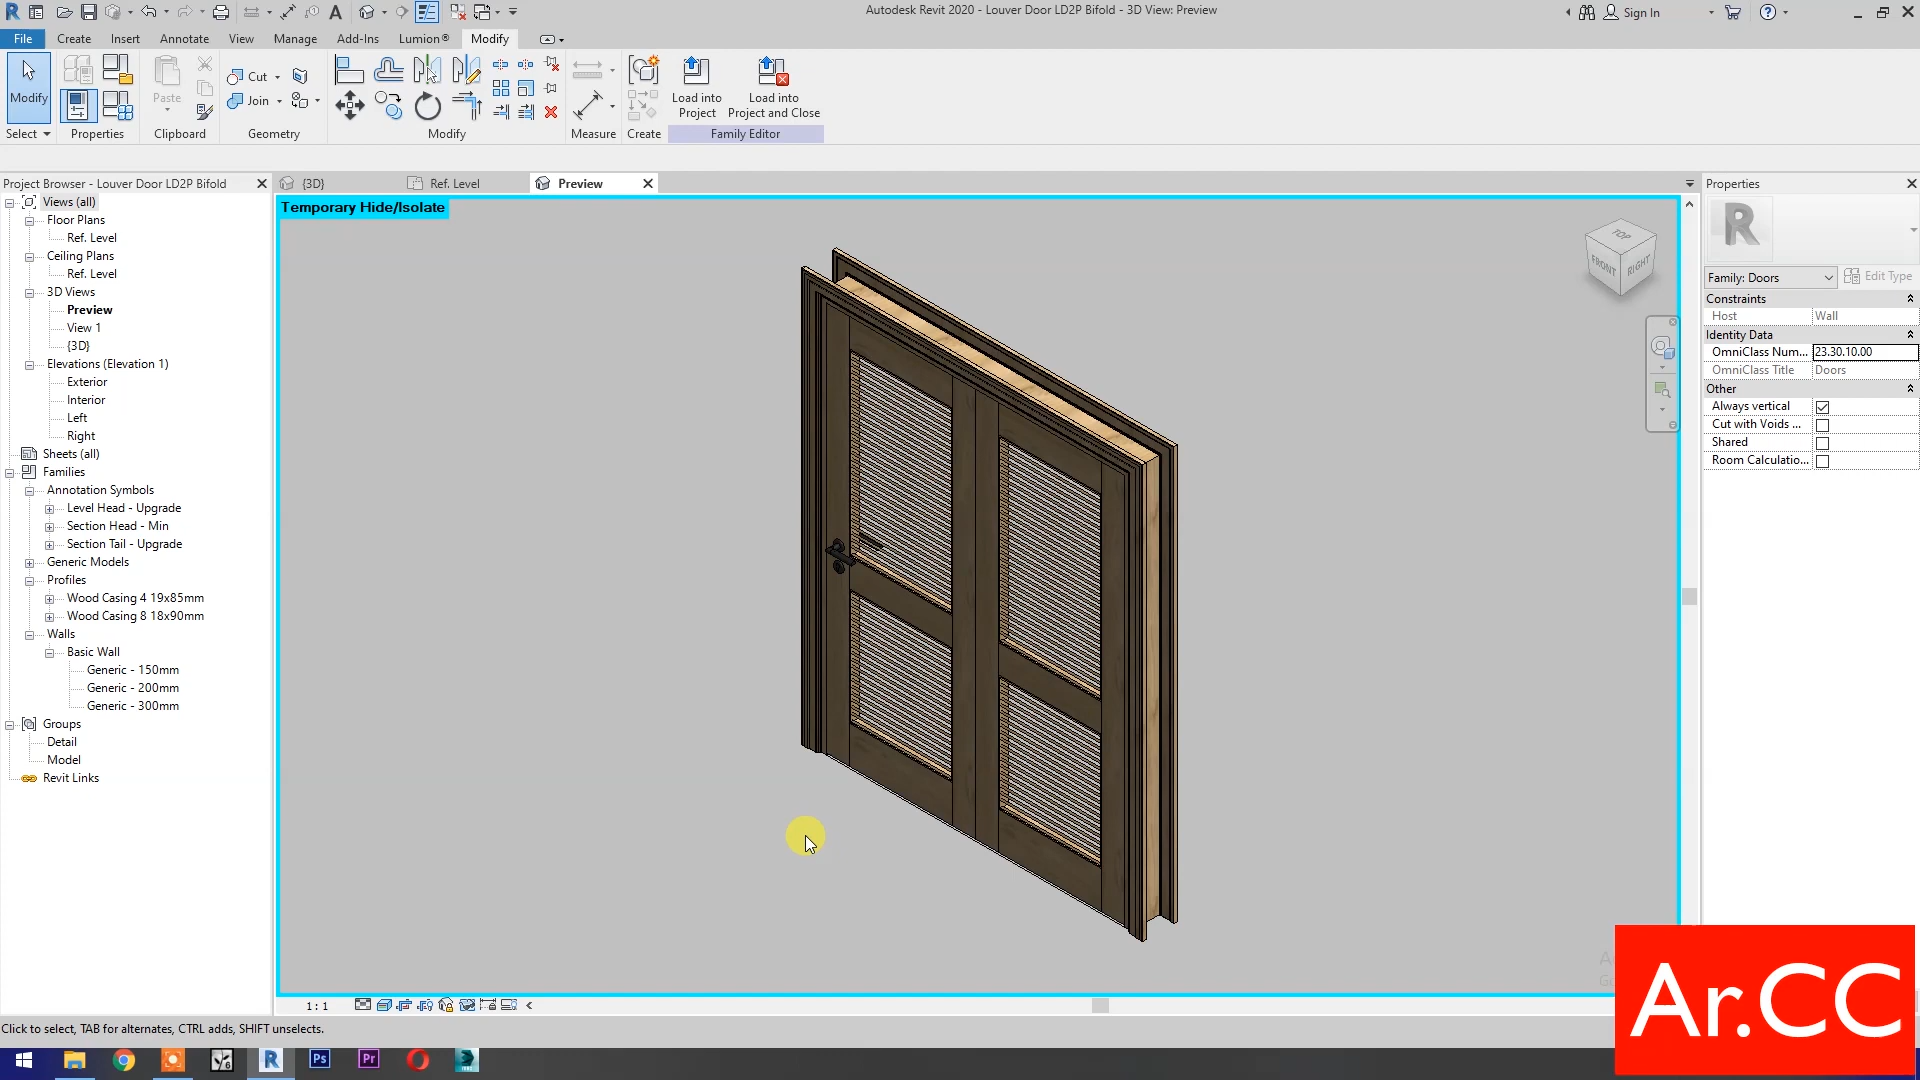 Autodesk Revit 2020 - Louver Door LD2P Bifold - 3D View: Preview
Sign In
File Create Insert Annotate View Manage Add-Ins Lumion® Modify
Modify
Paste
Cut
Join
Load into Project
Load into Project and Close
Select Properties Clipboard Geometry Modify Measure Create Family Editor
Project Browser - Louver Door LD2P Bifold
{3D} Ref. Level Preview
Properties
Temporary Hide/Isolate
Views (all)
Floor Plans
Ref. Level
Ceiling Plans
Ref. Level
3D Views
Preview
View 1
{3D}
Elevations (Elevation 1)
Exterior
Interior
Left
Right
Sheets (all)
Families
Annotation Symbols
Level Head - Upgrade
Section Head - Min
Section Tail - Upgrade
Generic Models
Profiles
Wood Casing 4 19x85mm
Wood Casing 8 18x90mm
Walls
Basic Wall
Generic - 150mm
Generic - 200mm
Generic - 300mm
Groups
Detail
Model
Revit Links
TOP
FRONT RIGHT
R
Family: Doors Edit Type
Constraints
Host Wall
Identity Data
OmniClass Num... 23.30.10.00
OmniClass Title Doors
Other
Always vertical
Cut with Voids ...
Shared
Room Calculatio...
1 : 1
Click to select, TAB for alternates, CTRL adds, SHIFT unselects.
R Ps Pr
Ar.CC